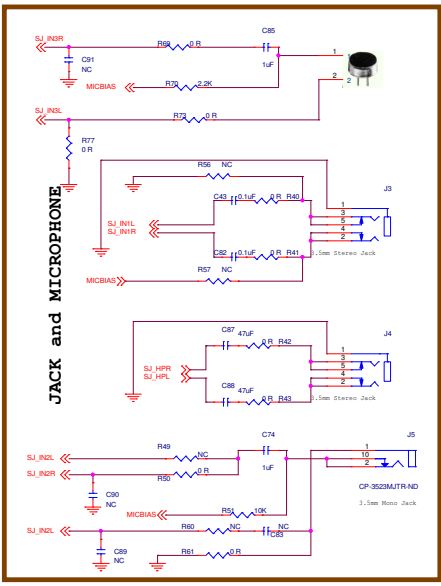 C85
SJ_IN3R
R69 0 R
C91
NC
1uF
1
R70 2.2K
MICBIAS
2
SJ_IN3L
R73 0 R
R77
0 R
JACK and MICROPHONE
R56 NC
J3
C43 0.1uF 0 R R40
1
3
5
4
2
SJ_IN1L
SJ_IN1R
C82 0.1uF 0 R R41
3.5mm Stereo Jack
R57 NC
MICBIAS
C87
47uF 0 R R42
J4
1
3
5
4
2
SJ_HPR
SJ_HPL
C88
47uF 0 R R43
3.5mm Stereo Jack
C74
J5
R49 NC
1
10
2
SJ_IN2L
SJ_IN2R
R50 0 R
1uF
CP-3523MJTR-ND
C90
NC
3.5mm Mono Jack
MICBIAS R51 10K
SJ_IN2L
R60 NC
NC
C83
C89
NC
R61 0 R